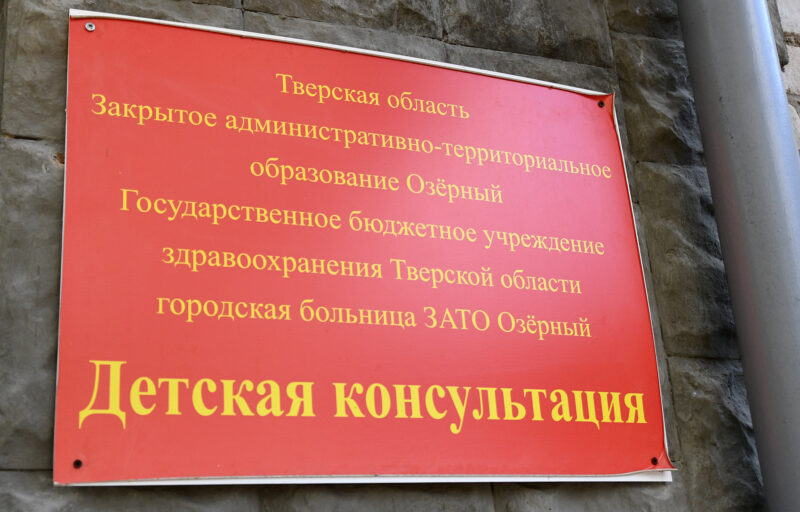 Тверская область
Закрытое административно-территориальное
образование Озёрный
Государственное бюджетное учреждение
здравоохранения Тверской области
городская больница ЗАТО Озёрный
Детская консультация